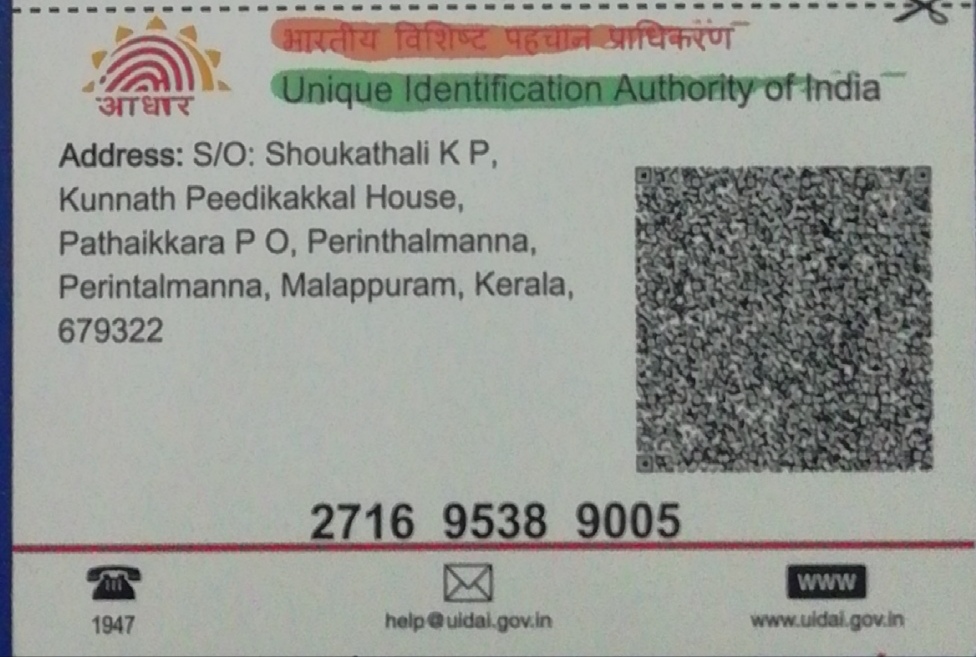 भारतीय विशिष्ट पहचान प्राधिकरण
Unique Identification Authority of India
आधार
Address: S/O: Shoukathali K P,
Kunnath Peedikakkal House,
Pathaikkara P O, Perinthalmanna,
Perintalmanna, Malappuram, Kerala,
679322
2716 9538 9005
1947
help@uidai.gov.in
www
www.uidai.gov.in